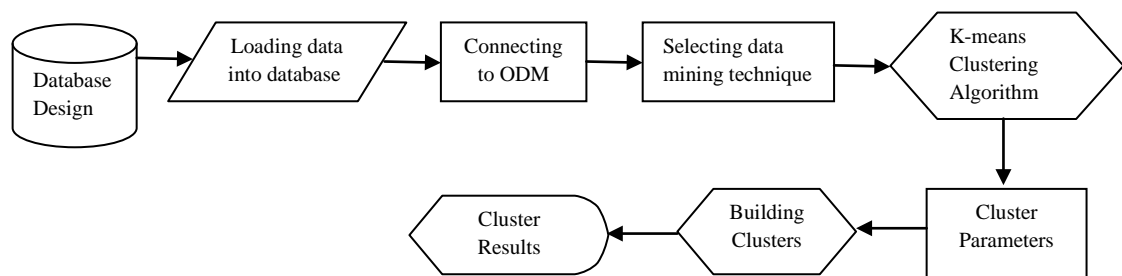 Database
Design
Loading data
into database
Connecting
to ODM
Selecting data
mining technique
K-means
Clustering
Algorithm
Cluster
Parameters
Building
Clusters
Cluster
Results